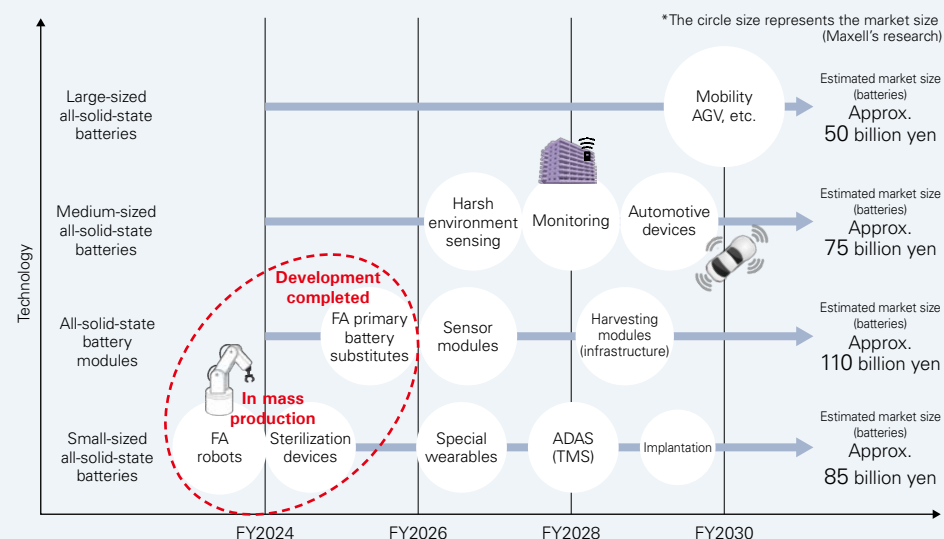 *The circle size represents the market size
(Maxell's research)
Technology
Large-sized
all-solid-state
batteries
Mobility
AGV, etc.
Estimated market size
(batteries)
Approx.
50 billion yen
Medium-sized
all-solid-state
batteries
Harsh
environment
sensing
Monitoring
Automotive
devices
Estimated market size
(batteries)
Approx.
75 billion yen
Development
completed
All-solid-state
battery
modules
FA primary
battery
substitutes
Sensor
modules
Harvesting
modules
(infrastructure)
Estimated market size
(batteries)
Approx.
110 billion yen
In mass
production
Small-sized
all-solid-state
batteries
FA
robots
Sterilization
devices
Special
wearables
ADAS
(TMS)
Implantation
Estimated market size
(batteries)
Approx.
85 billion yen
FY2024
FY2026
FY2028
FY2030